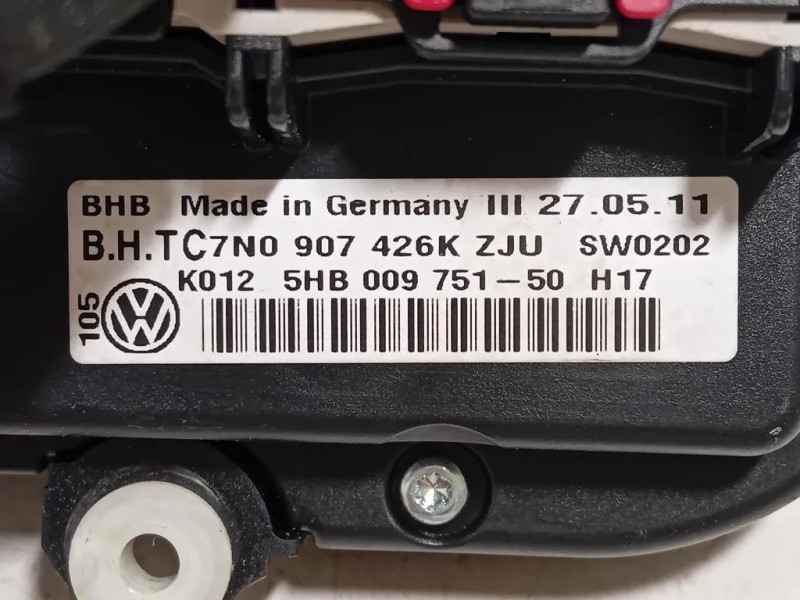 BHB Made in Germany III 27.05.11
B.H.TC7N0 907 426K ZJU SW0202
K012 5HB 009 751-50 H17
105